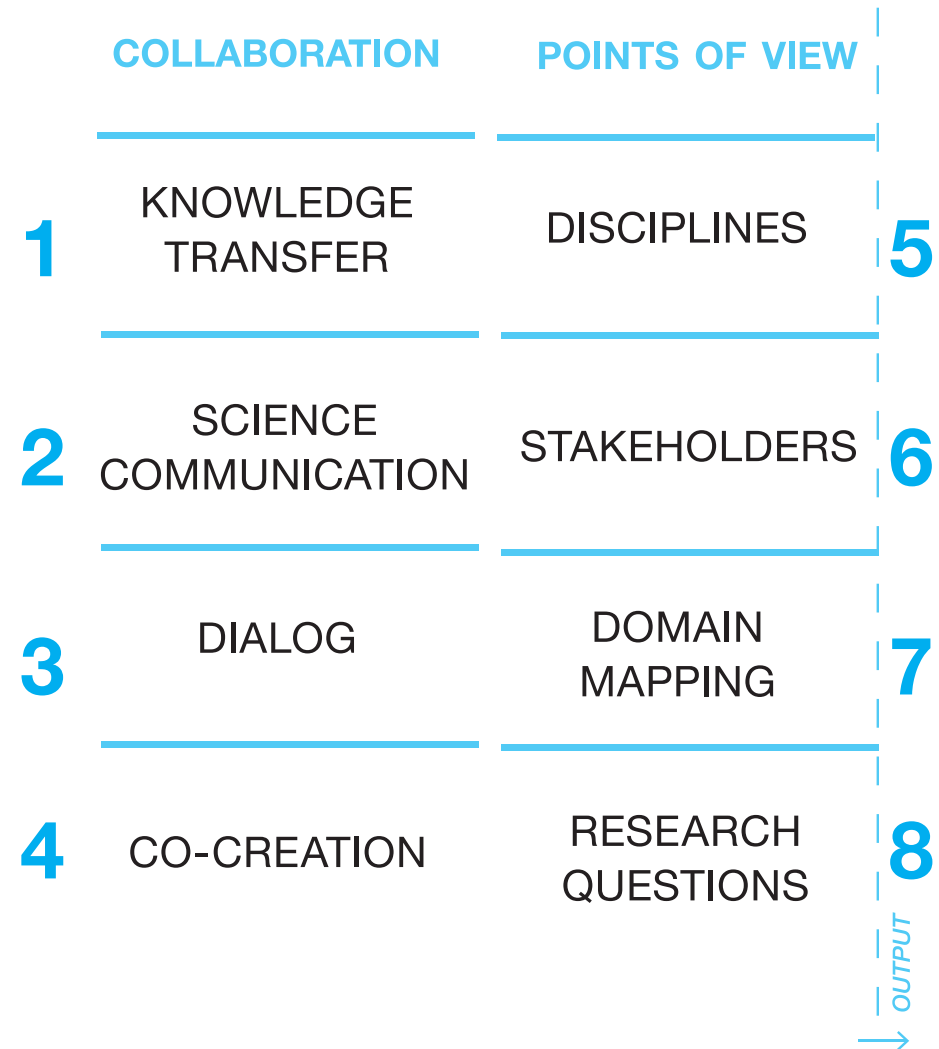 COLLABORATION
POINTS OF VIEW
1
KNOWLEDGE
TRANSFER
DISCIPLINES
5
2
SCIENCE
COMMUNICATION
STAKEHOLDERS
6
3
DIALOG
DOMAIN
MAPPING
7
4
CO-CREATION
RESEARCH
QUESTIONS
8
OUTPUT